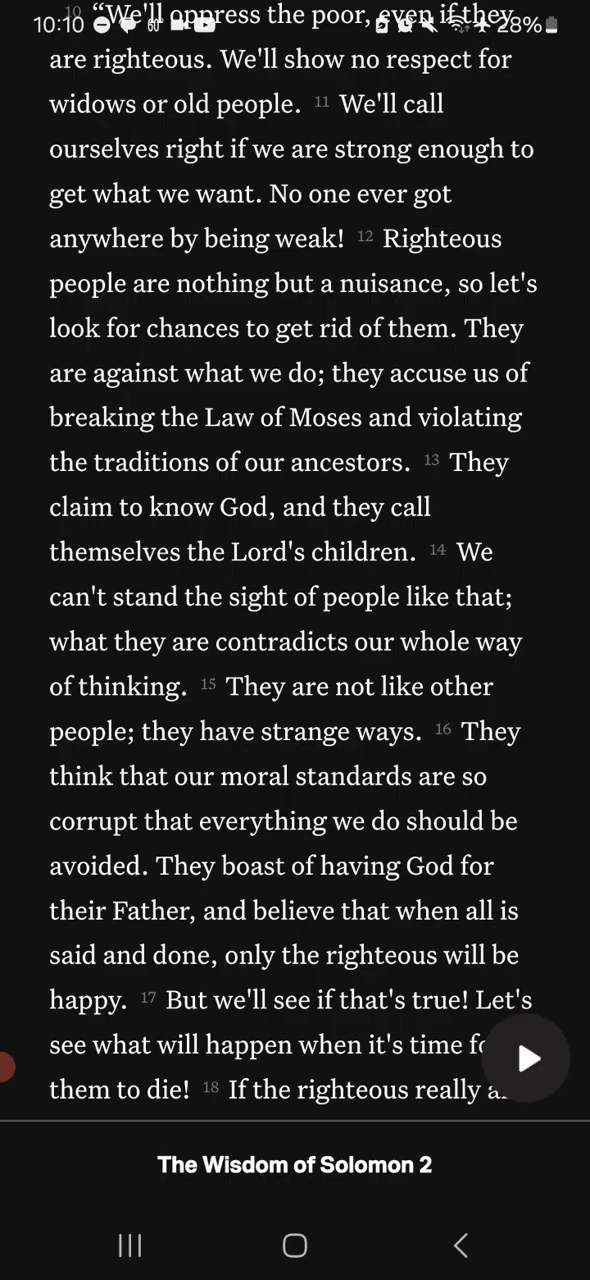 10:10 60° 28%
10 “We'll oppress the poor, even if they
are righteous. We'll show no respect for
widows or old people. 11 We'll call
ourselves right if we are strong enough to
get what we want. No one ever got
anywhere by being weak! 12 Righteous
people are nothing but a nuisance, so let's
look for chances to get rid of them. They
are against what we do; they accuse us of
breaking the Law of Moses and violating
the traditions of our ancestors. 13 They
claim to know God, and they call
themselves the Lord's children. 14 We
can't stand the sight of people like that;
what they are contradicts our whole way
of thinking. 15 They are not like other
people; they have strange ways. 16 They
think that our moral standards are so
corrupt that everything we do should be
avoided. They boast of having God for
their Father, and believe that when all is
said and done, only the righteous will be
happy. 17 But we'll see if that's true! Let's
see what will happen when it's time
them to die! 18 If the righteous really
The Wisdom of Solomon 2